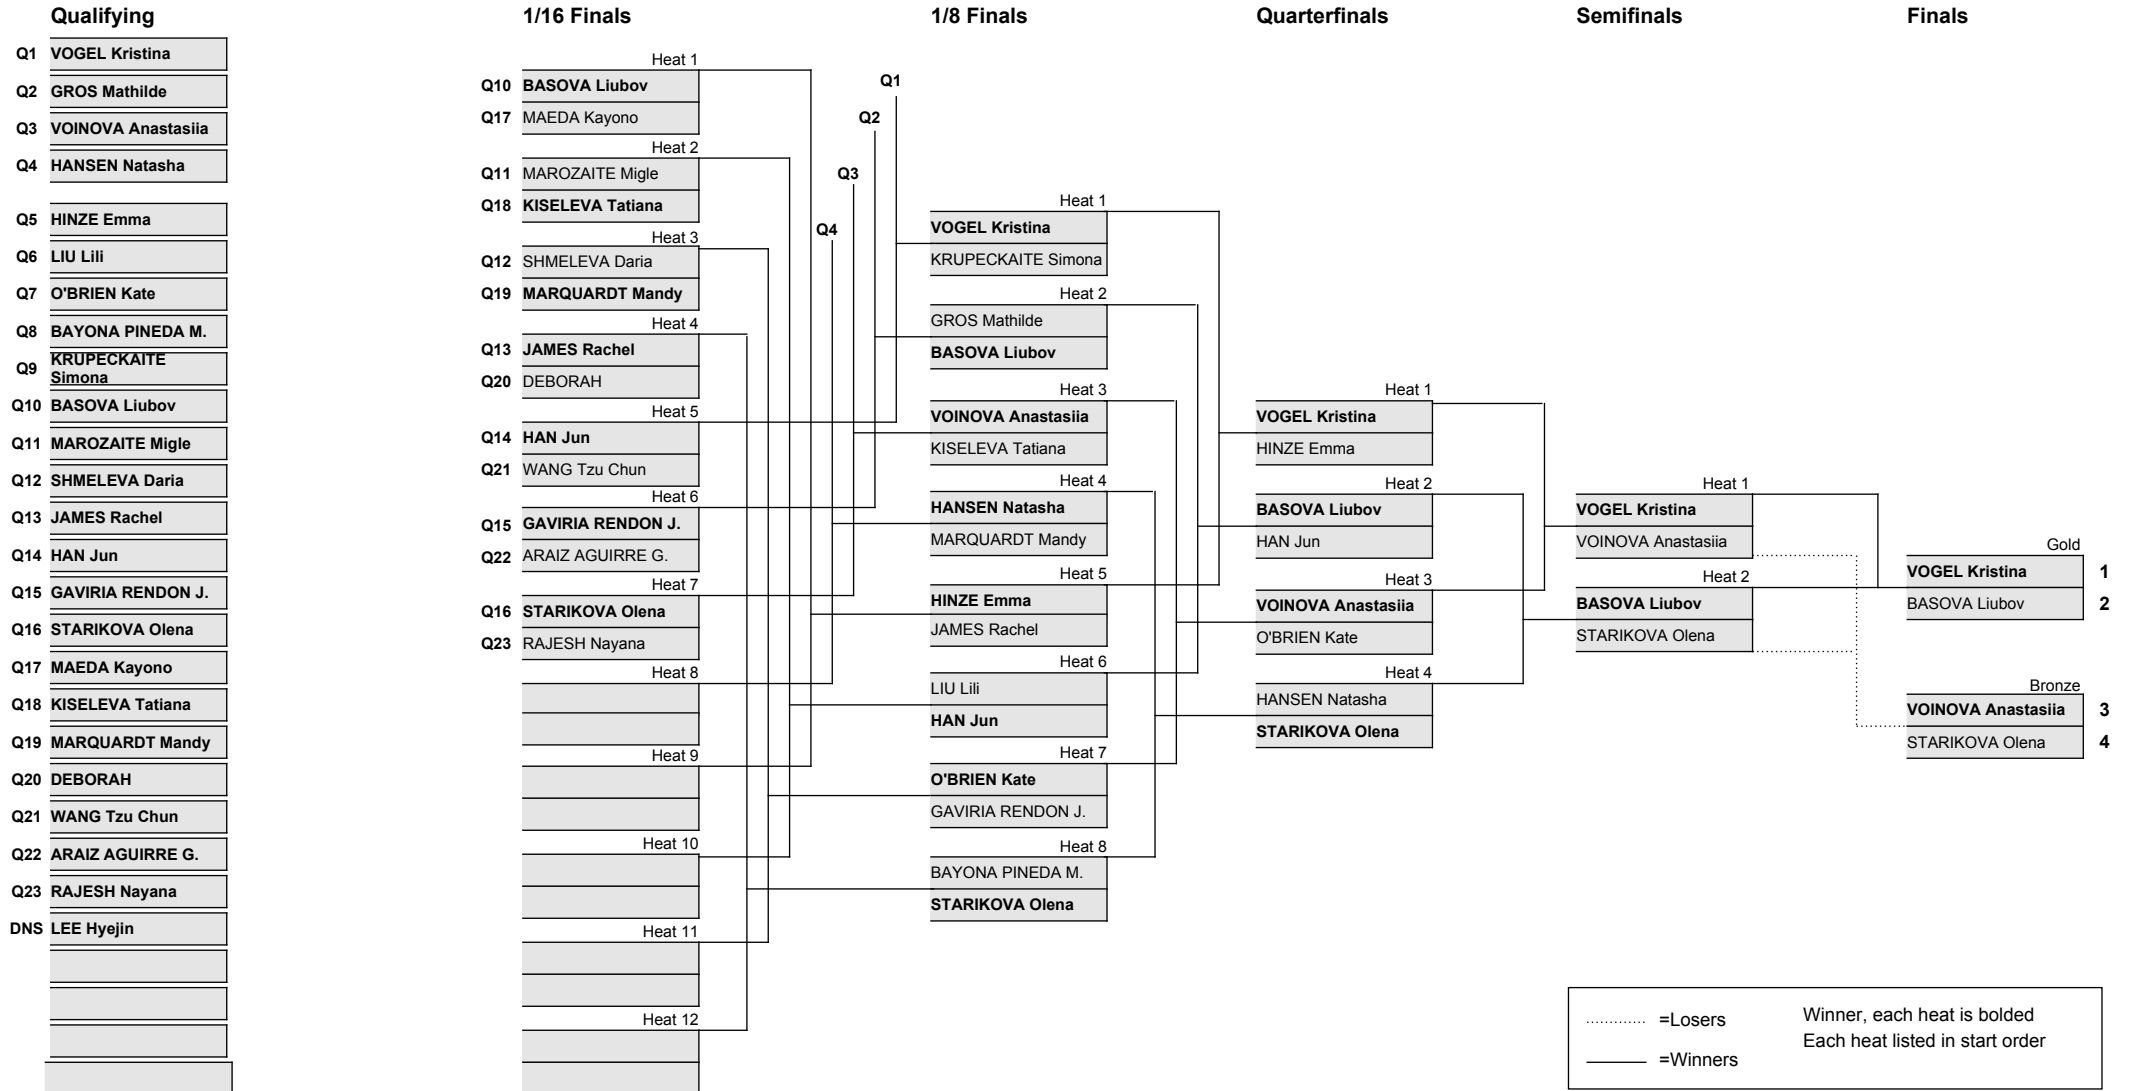 Qualifying
Q1 VOGEL Kristina
Q2 GROS Mathilde
Q3 VOINOVA Anastasiia
Q4 HANSEN Natasha
Q5 HINZE Emma
Q6 LIU Lili
Q7 O'BRIEN Kate
Q8 BAYONA PINEDA M.
Q9 KRUPECKAITE
Simona
Q10 BASOVA Liubov
Q11 MAROZAITE Migle
Q12 SHMELEVA Daria
Q13 JAMES Rachel
Q14 HAN Jun
Q15 GAVIRIA RENDON J.
Q16 STARIKOVA Olena
Q17 MAEDA Kayono
Q18 KISELEVA Tatiana
Q19 MARQUARDT Mandy
Q20 DEBORAH
Q21 WANG Tzu Chun
Q22 ARAIZ AGUIRRE G.
Q23 RAJESH Nayana
DNS LEE Hyejin
1/16 Finals
Heat 1
Q10 BASOVA Liubov
Q17 MAEDA Kayono
Heat 2
Q11 MAROZAITE Migle
Q18 KISELEVA Tatiana
Heat 3
Q12 SHMELEVA Daria
Q19 MARQUARDT Mandy
Heat 4
Q13 JAMES Rachel
Q20 DEBORAH
Heat 5
Q14 HAN Jun
Q21 WANG Tzu Chun
Heat 6
Q15 GAVIRIA RENDON J.
Q22 ARAIZ AGUIRRE G.
Heat 7
Q16 STARIKOVA Olena
Q23 RAJESH Nayana
Heat 8
Heat 9
Heat 10
Heat 11
Heat 12
Q1
Q2
Q3
Q4
1/8 Finals
Heat 1
VOGEL Kristina
KRUPECKAITE Simona
Heat 2
GROS Mathilde
BASOVA Liubov
Heat 3
VOINOVA Anastasiia
KISELEVA Tatiana
Heat 4
HANSEN Natasha
MARQUARDT Mandy
Heat 5
HINZE Emma
JAMES Rachel
Heat 6
LIU Lili
HAN Jun
Heat 7
O'BRIEN Kate
GAVIRIA RENDON J.
Heat 8
BAYONA PINEDA M.
STARIKOVA Olena
Quarterfinals
Heat 1
VOGEL Kristina
HINZE Emma
Heat 2
BASOVA Liubov
HAN Jun
Heat 3
VOINOVA Anastasiia
O'BRIEN Kate
Heat 4
HANSEN Natasha
STARIKOVA Olena
Semifinals
Heat 1
VOGEL Kristina
VOINOVA Anastasiia
Heat 2
BASOVA Liubov
STARIKOVA Olena
Finals
Gold
VOGEL Kristina 1
BASOVA Liubov 2
Bronze
VOINOVA Anastasiia 3
STARIKOVA Olena 4
=Losers
=Winners
Winner, each heat is bolded
Each heat listed in start order